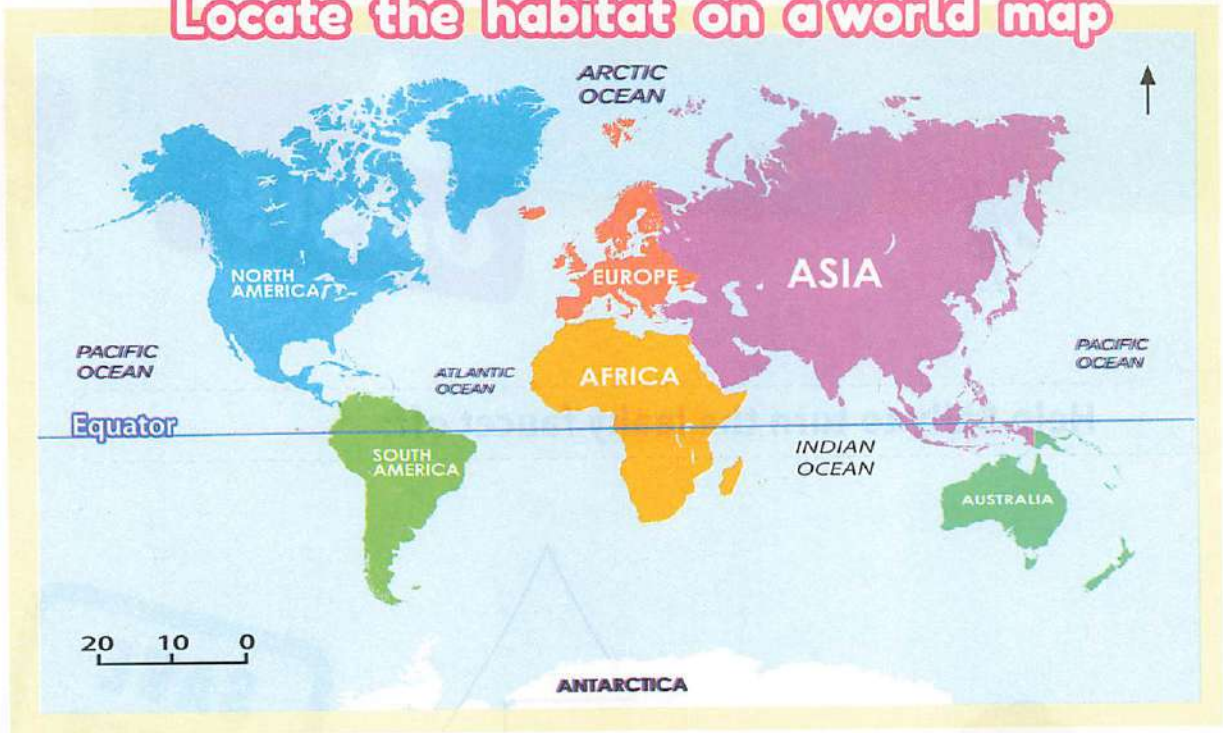 Locate the habitat on a world map
ARCTIC
OCEAN
NORTH
AMERICA
EUROPE
ASIA
PACIFIC
OCEAN
ATLANTIC
OCEAN
AFRICA
PACIFIC
OCEAN
Equator
SOUTH
AMERICA
INDIAN
OCEAN
AUSTRALIA
20 10 0
ANTARCTICA